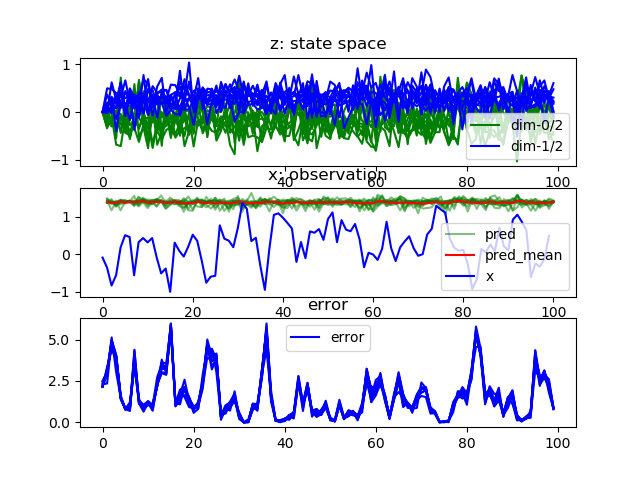 z: state space
1
0
−1
dim-0/2
dim-1/2
0 20 40 60 80 100
x: observation
1
0
−1
pred
pred_mean
x
0 20 40 60 80 100
error
5.0
2.5
0.0
error
0 20 40 60 80 100